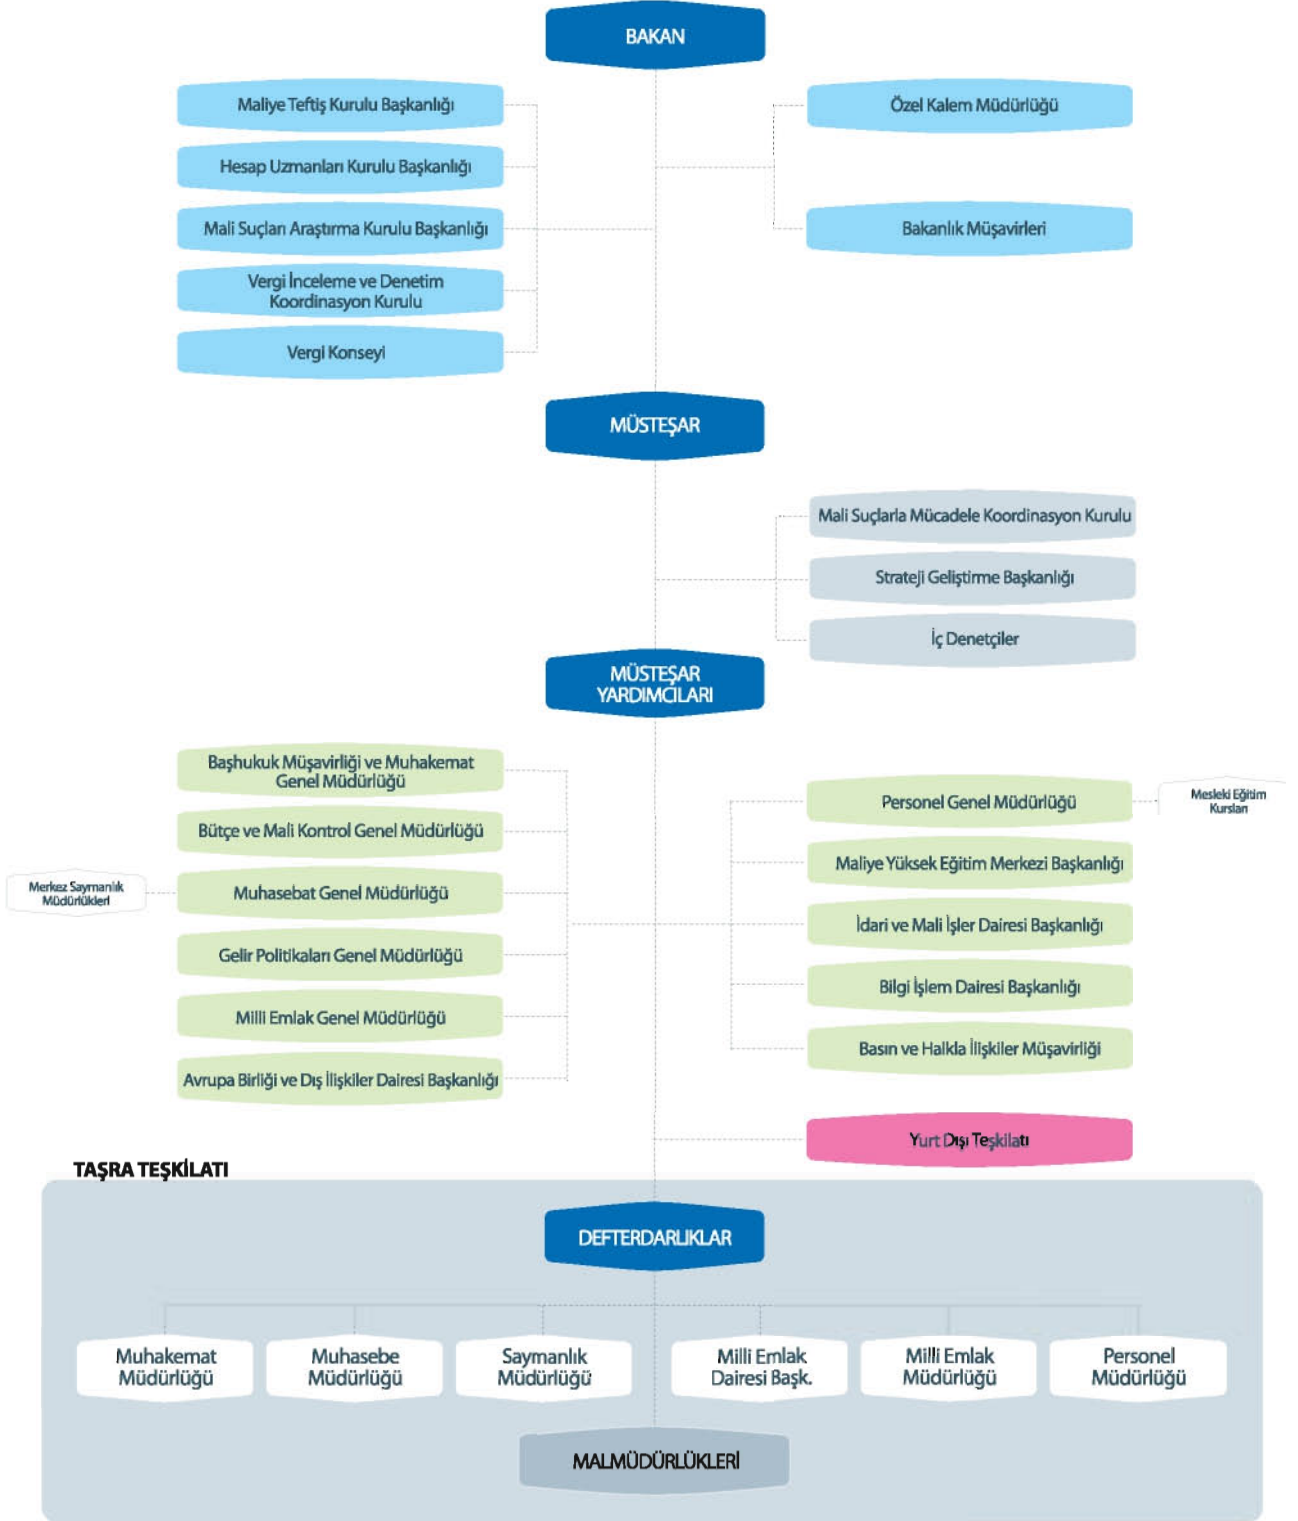 BAKAN
Maliye Teftiş Kurulu Başkanlığı
Hesap Uzmanları Kurulu Başkanlığı
Mali Suçları Araştırma Kurulu Başkanlığı
Vergi İnceleme ve Denetim
Koordinasyon Kurulu
Vergi Konseyi
Özel Kalem Müdürlüğü
Bakanlık Müşavirleri
MÜSTEŞAR
Mali Suçlarla Mücadele Koordinasyon Kurulu
Strateji Geliştirme Başkanlığı
İç Denetçiler
MÜSTEŞAR
YARDIMCILARI
Başhukuk Müşavirliği ve Muhakemat
Genel Müdürlüğü
Bütçe ve Mali Kontrol Genel Müdürlüğü
Merkez Saymanlık
Müdürlükleri
Muhasebat Genel Müdürlüğü
Gelir Politikaları Genel Müdürlüğü
Milli Emlak Genel Müdürlüğü
Avrupa Birliği ve Dış İlişkiler Dairesi Başkanlığı
Personel Genel Müdürlüğü
Mesleki Eğitim
Kursları
Maliye Yüksek Eğitim Merkezi Başkanlığı
İdari ve Mali İşler Dairesi Başkanlığı
Bilgi İşlem Dairesi Başkanlığı
Basın ve Halkla İlişkiler Müşavirliği
Yurt Dışı Teşkilatı
TAŞRA TEŞKİLATI
DEFTERDARLIKLAR
Muhakemat
Müdürlüğü
Muhasebe
Müdürlüğü
Saymanlık
Müdürlüğü
Milli Emlak
Dairesi Başk.
Milli Emlak
Müdürlüğü
Personel
Müdürlüğü
MALMÜDÜRLÜKLERİ